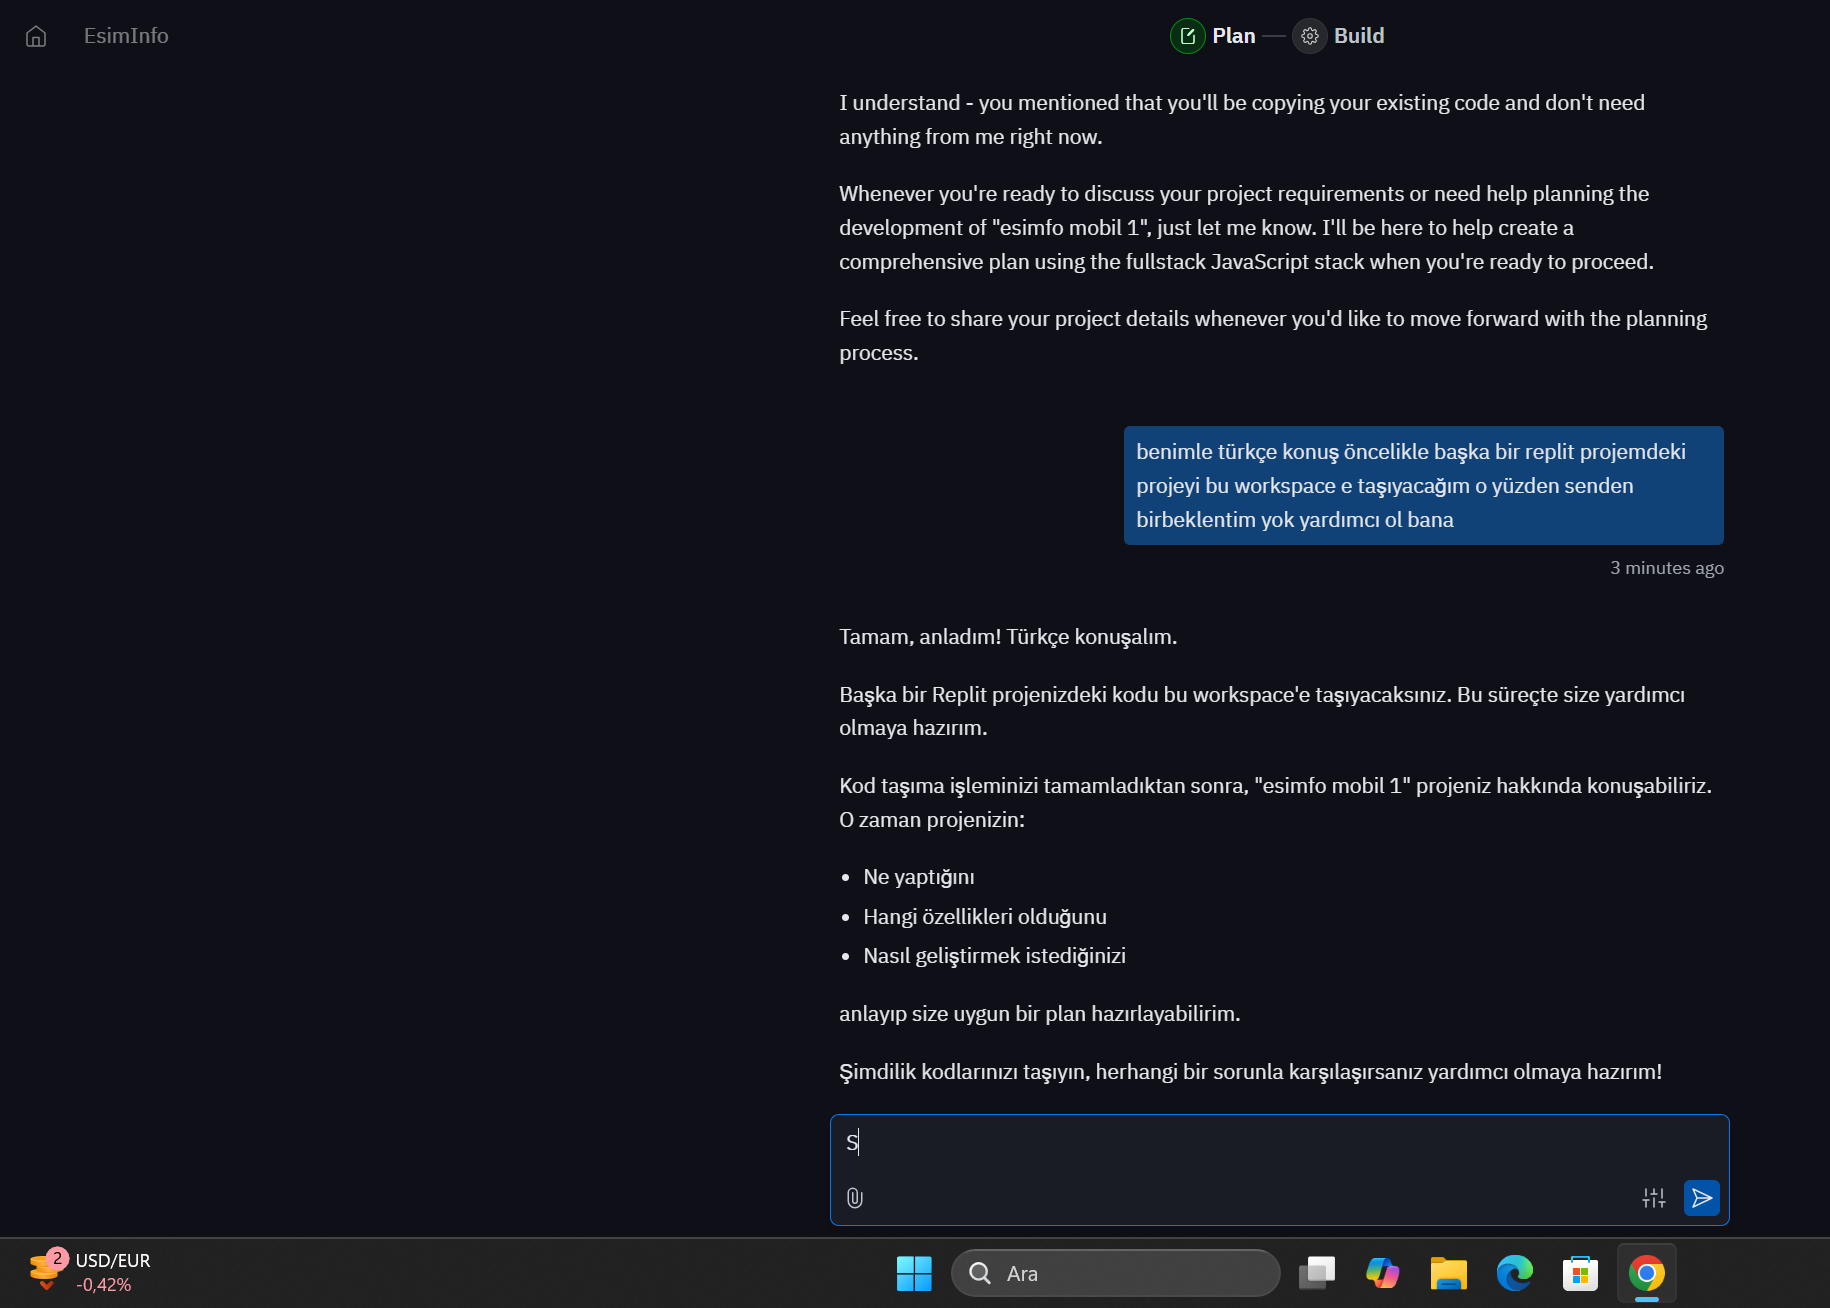 EsimInfo
Plan
Build
I understand - you mentioned that you'll be copying your existing code and don't need
anything from me right now.
Whenever you're ready to discuss your project requirements or need help planning the
development of "esimfo mobil 1", just let me know. I'll be here to help create a
comprehensive plan using the fullstack JavaScript stack when you're ready to proceed.
Feel free to share your project details whenever you'd like to move forward with the planning
process.
benimle türkçe konuş öncelikle başka bir replit projemdeki
projeyi bu workspace e taşıyacağım o yüzden senden
birbeklentim yok yardımcı ol bana
3 minutes ago
Tamam, anladım! Türkçe konuşalım.
Başka bir Replit projenizdeki kodu bu workspace'e taşıyacaksınız. Bu süreçte size yardımcı
olmaya hazırım.
Kod taşıma işleminizi tamamladıktan sonra, "esimfo mobil 1" projeniz hakkında konuşabiliriz.
O zaman projenizin:
• Ne yaptığını
• Hangi özellikleri olduğunu
• Nasıl geliştirmek istediğinizi
anlayıp size uygun bir plan hazırlayabilirim.
Şimdilik kodlarınızı taşıyın, herhangi bir sorunla karşılaşırsanız yardımcı olmaya hazırım!
S
2
USD/EUR
-0,42%
Ara